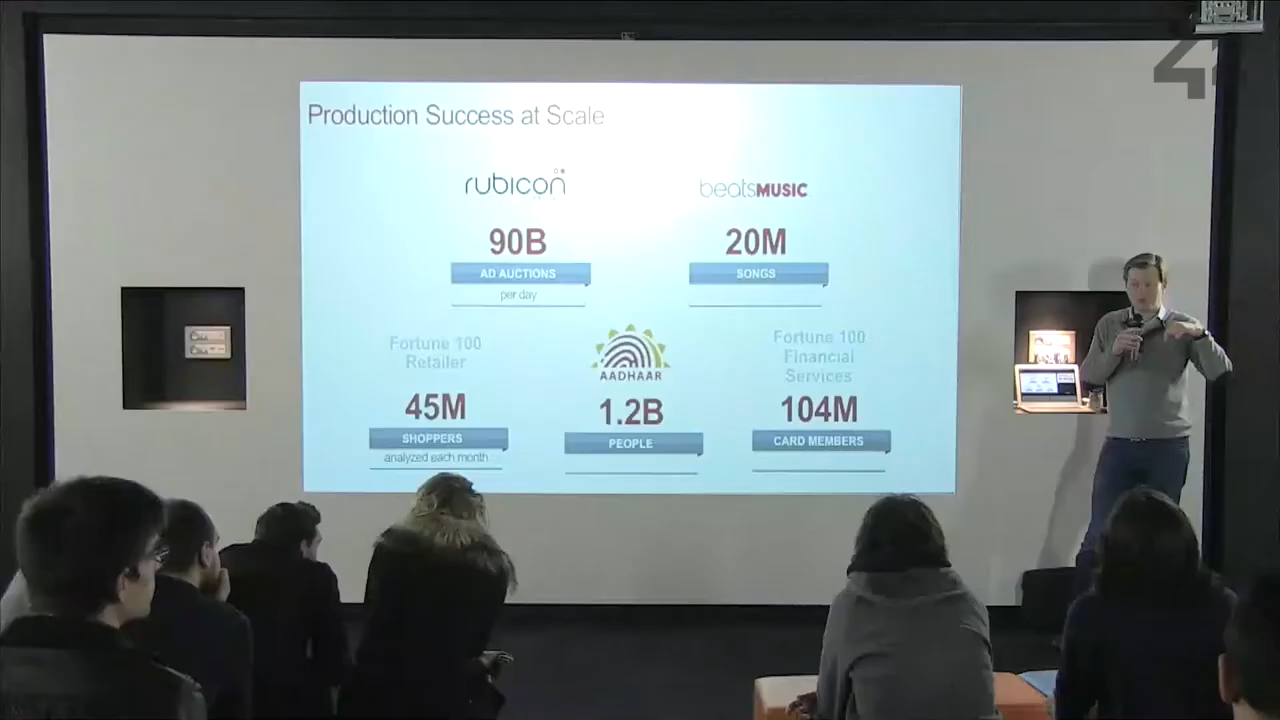 Production Success at Scale
rubicon
beatsMUSIC
90B
20M
AD AUCTIONS
SONGS
per day
Fortune 100
Retailer
AADHAAR
Fortune 100
Financial
Services
45M
1.2B
104M
SHOPPERS
PEOPLE
CARD MEMBERS
analyzed each month